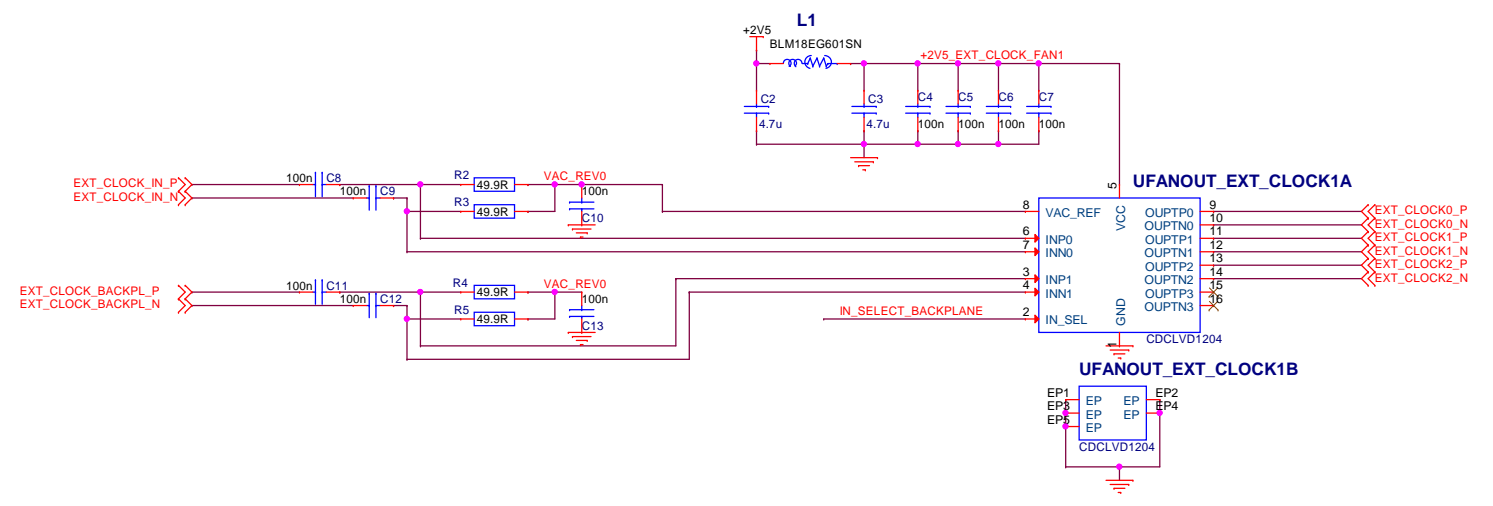 L1
+2V5
BLM18EG601SN
+2V5_EXT_CLOCK_FAN1
C2
4.7u
C3
4.7u
C4
100n
C5
100n
C6
100n
C7
100n
EXT_CLOCK_IN_P
EXT_CLOCK_IN_N
100n
C8
100n
C9
R2
49.9R
R3
49.9R
VAC_REV0
100n
C10
UFANOUT_EXT_CLOCK1A
5
VCC
8
VAC_REF
6
INP0
7
INN0
3
INP1
4
INN1
2
IN_SEL
GND
1
OUPTP0
9
EXT_CLOCK0_P
OUPTN0
10
EXT_CLOCK0_N
OUPTP1
11
EXT_CLOCK1_P
OUPTN1
12
EXT_CLOCK1_N
OUPTP2
13
EXT_CLOCK2_P
OUPTN2
14
EXT_CLOCK2_N
OUPTP3
15
OUPTN3
16
CDCLVD1204
EXT_CLOCK_BACKPL_P
EXT_CLOCK_BACKPL_N
100n
C11
100n
C12
R4
49.9R
R5
49.9R
VAC_REV0
100n
C13
IN_SELECT_BACKPLANE
UFANOUT_EXT_CLOCK1B
EP1
EP
EP
EP2
EP3
EP
EP
EP4
EP5
EP
CDCLVD1204